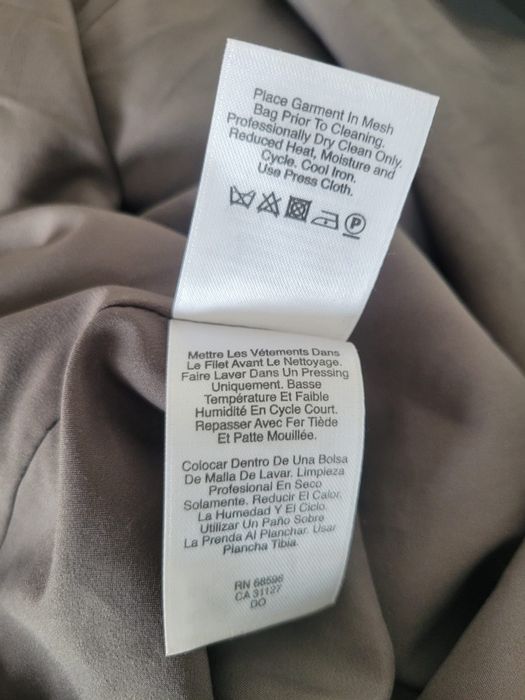 Place Garment In Mesh
Bag Prior To Cleaning.
Professionally Dry Clean Only.
Reduced Heat, Moisture and
Cycle. Cool Iron.
Use Press Cloth.
P
Mettre Les Vétements Dans
Le Filet Avant Le Nettoyage.
Faire Laver Dans Un Pressing
Uniquement. Basse
Température Et Faible
Humidité En Cycle Court.
Repasser Avec Fer Tiède
Et Patte Mouillée.
Colocar Dentro De Una Bolsa
De Malla De Lavar. Limpieza
Profesional En Seco
Solamente. Reducir El Calor,
La Humedad Y El Ciclo.
Utilizar Un Paño Sobre
La Prenda Al Planchar. Usar
Plancha Tibia.
RN 68596
CA 31127
DO